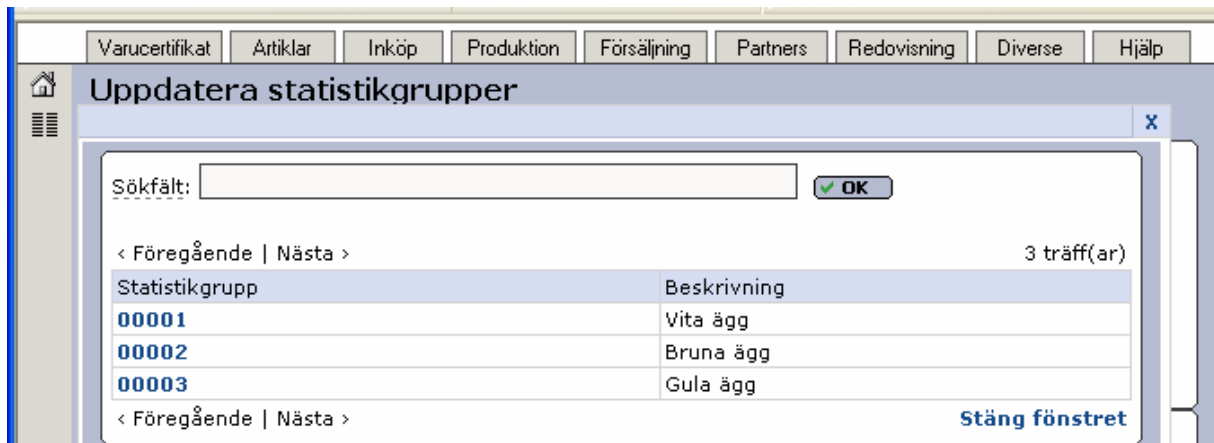 Varucertifikat Artiklar Inköp Produktion Försäljning Partners Redovisning Diverse Hjälp
Uppdatera statistikgrupper
X
Sökfält: OK
< Föregående | Nästa > 3 träff(ar)
Statistikgrupp Beskrivning
00001 Vita ägg
00002 Bruna ägg
00003 Gula ägg
< Föregående | Nästa > Stäng fönstret